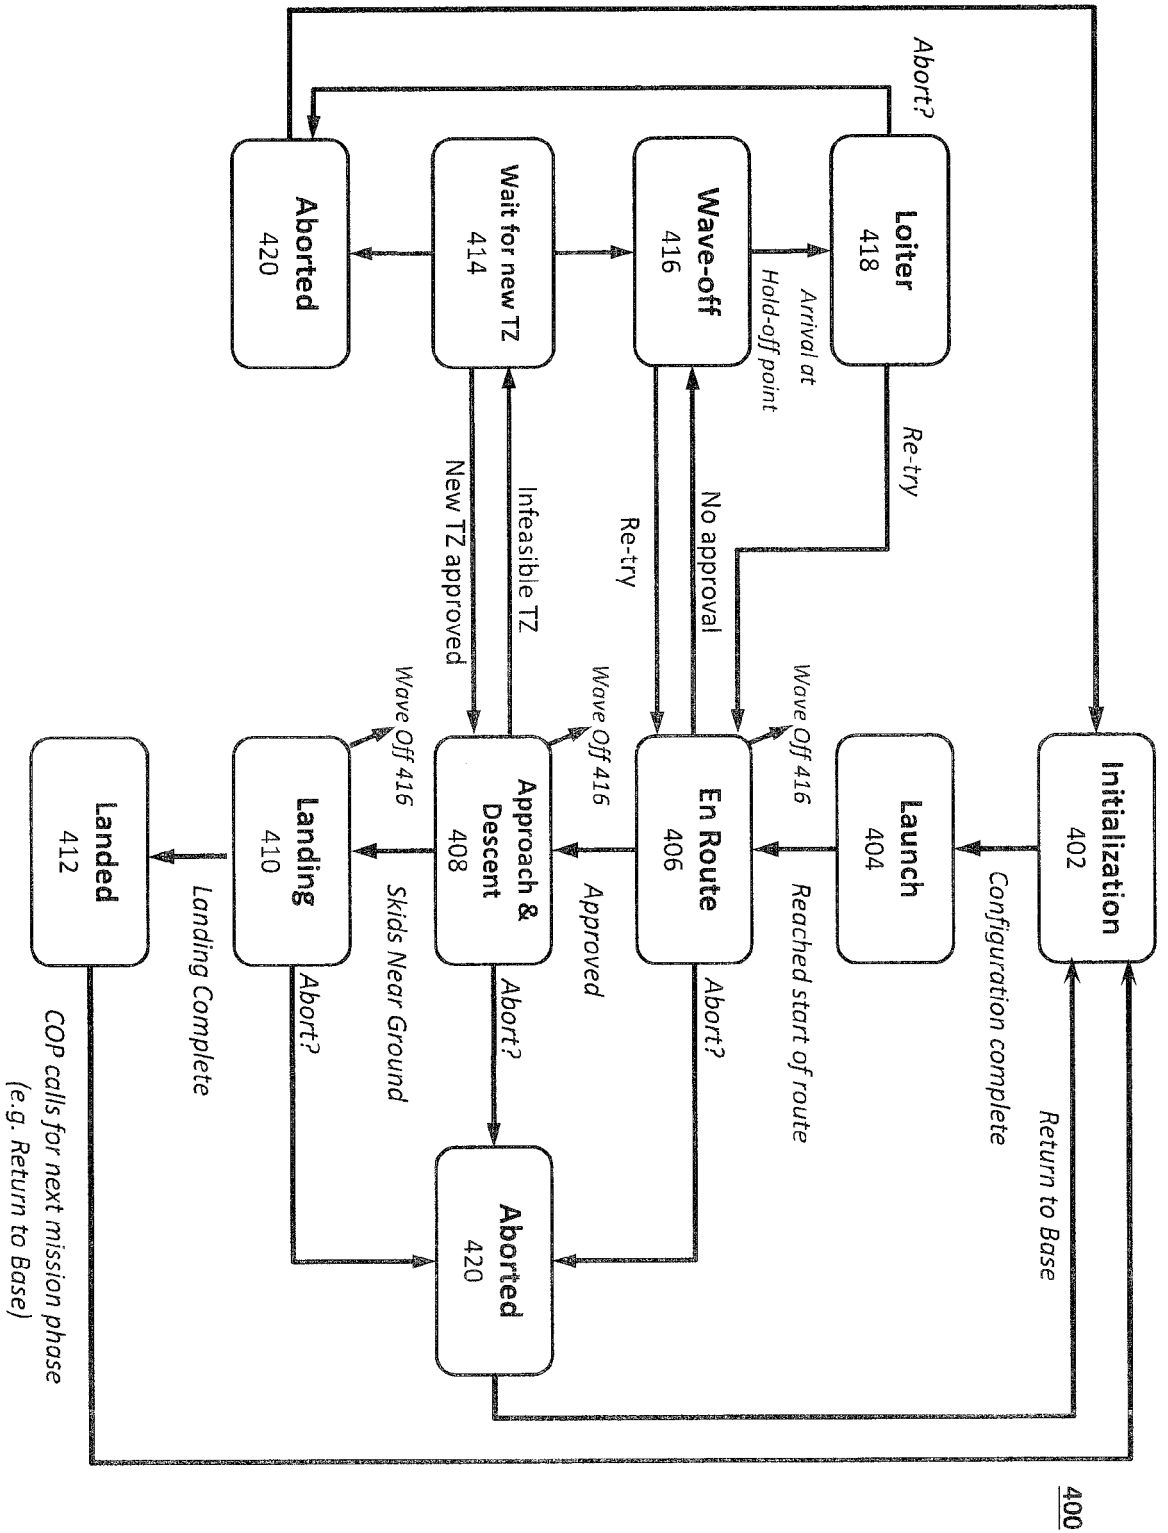 400
Initialization
402
Return to Base
Configuration complete
Abort?
Loiter
418
Re-try
Launch
404
Arrival at
Hold-off point
Wave Off 416
Reached start of route
Wave-off
416
No approval
Re-try
En Route
406
Abort?
Wave Off 416
Approved
Wait for new TZ
414
Infeasible TZ
New TZ approved
Approach &
Descent
408
Abort?
Aborted
420
Wave Off 416
Skids Near Ground
Aborted
420
Landing
410
Abort?
Landing Complete
Landed
412
COP calls for next mission phase
(e.g. Return to Base)